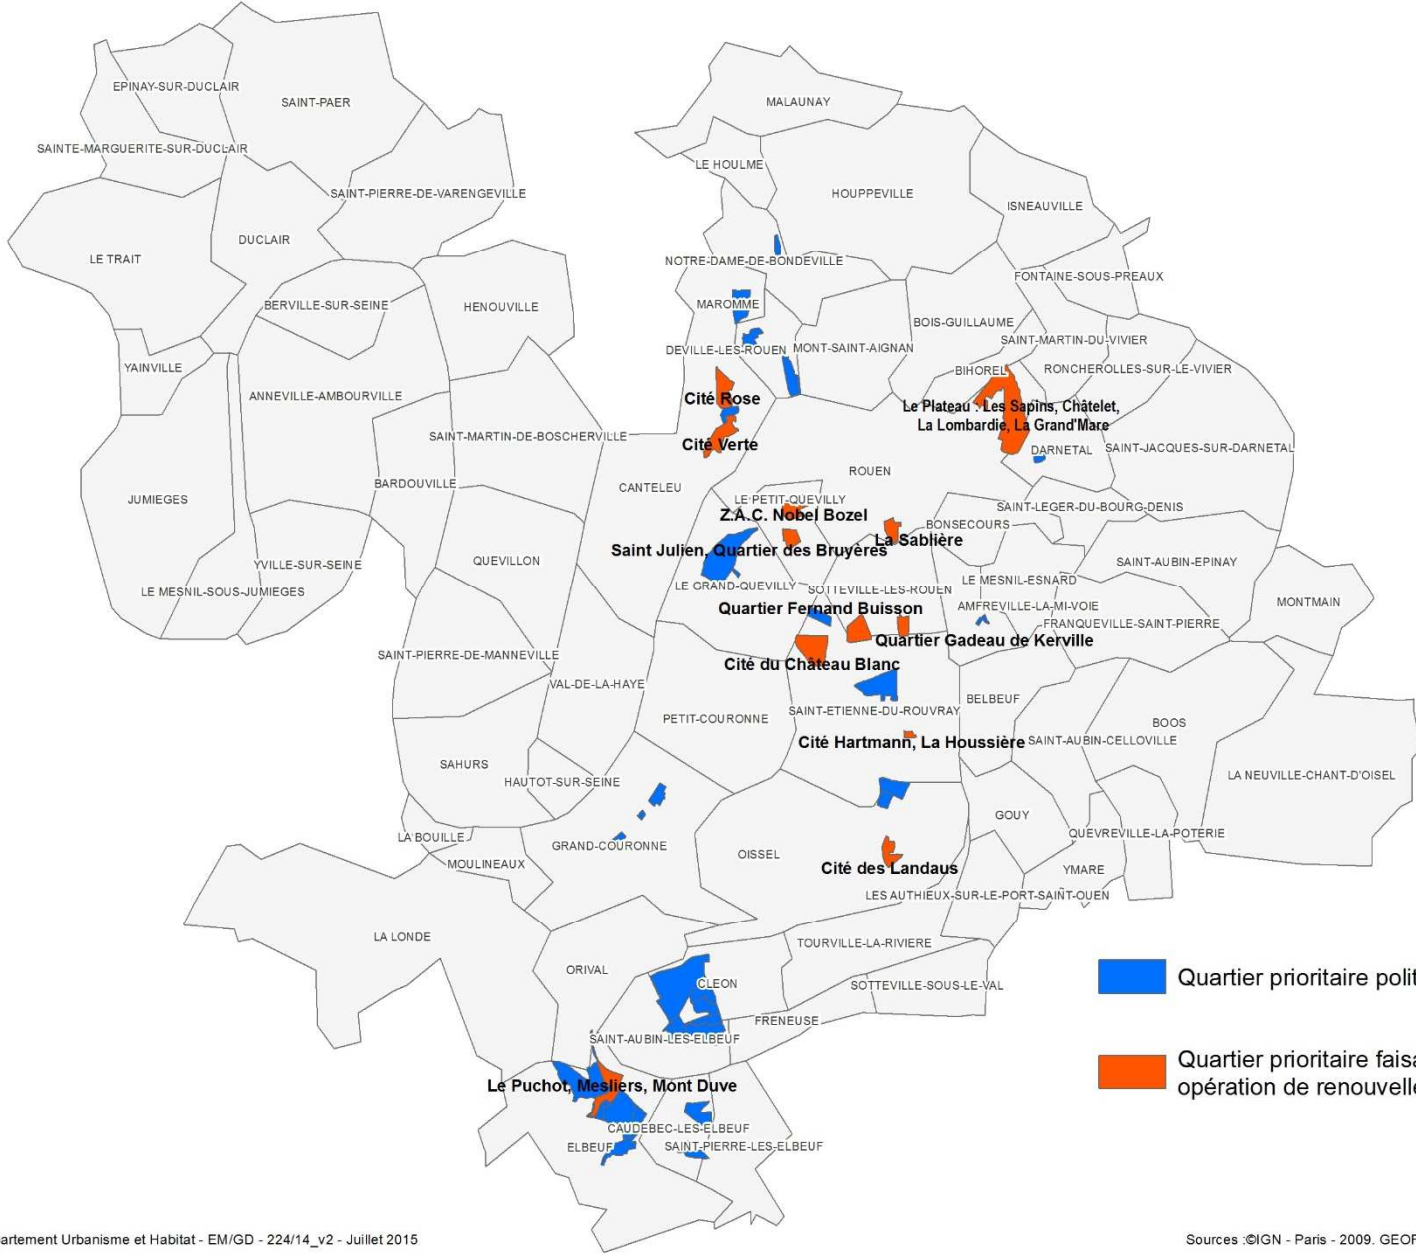 EPINAY-SUR-DUCLAIR
SAINT-PAER
MALAUNAY
SAINTE-MARGUERITE-SUR-DUCLAIR
LE HOULME
SAINT-PIERRE-DE-VARENGEVILLE
HOUPPEVILLE
ISNEAUVILLE
DUCLAIR
LE TRAIT
NOTRE-DAME-DE-BONDEVILLE
FONTAINE-SOUS-PREAUX
BERVILLE-SUR-SEINE
HENOUVILLE
MAROMME
BOIS-GUILLAUME
SAINT-MARTIN-DU-VIVIER
DEVILLE-LES-ROUEN
MONT-SAINT-AIGNAN
YAINVILLE
BIHOREL
RONCHEROLLES-SUR-LE-VIVIER
ANNEVILLE-AMBOURVILLE
Cité Rose
Le Plateau : Les Sapins, Châtelet,
La Lombardie, La Grand'Mare
SAINT-MARTIN-DE-BOSCHERVILLE
Cité Verte
DARNETAL
SAINT-JACQUES-SUR-DARNETAL
ROUEN
BARDOUVILLE
CANTELEU
JUMIEGES
LE PETIT-QUEVILLY
SAINT-LEGER-DU-BOURG-DENIS
Z.A.C. Nobel Bozel
BONSECOURS
La Sablière
Saint Julien, Quartier des Bruyères
QUEVILLON
SAINT-AUBIN-EPINAY
YVILLE-SUR-SEINE
LE MESNIL-ESNARD
LE GRAND-QUEVILLY
SOTTEVILLE-LES-ROUEN
LE MESNIL-SOUS-JUMIEGES
MONTMAIN
Quartier Fernand Buisson
AMFREVILLE-LA-MI-VOIE
FRANQUEVILLE-SAINT-PIERRE
Quartier Gadeau de Kerville
SAINT-PIERRE-DE-MANNEVILLE
Cité du Château Blanc
VAL-DE-LA-HAYE
BELBEUF
SAINT-ETIENNE-DU-ROUVRAY
PETIT-COURONNE
BOOS
Cité Hartmann, La Houssière
SAINT-AUBIN-CELLOVILLE
SAHURS
LA NEUVILLE-CHANT-D'OISEL
HAUTOT-SUR-SEINE
GOUY
QUEVREVILLE-LA-POTERIE
LA BOUILLE
GRAND-COURONNE
OISSEL
MOULINEAUX
Cité des Landaus
YMARE
LES AUTHIEUX-SUR-LE-PORT-SAINT-OUEN
LA LONDE
TOURVILLE-LA-RIVIERE
ORIVAL
CLEON
SOTTEVILLE-SOUS-LE-VAL
FRENEUSE
SAINT-AUBIN-LES-ELBEUF
Le Puchot, Mesliers, Mont Duve
CAUDEBEC-LES-ELBEUF
ELBEUF
SAINT-PIERRE-LES-ELBEUF
Quartier prioritaire polit
Quartier prioritaire faisa
opération de renouvelle
artement Urbanisme et Habitat - EM/GD - 224/14_v2 - Juillet 2015
Sources :©IGN - Paris - 2009. GEOF